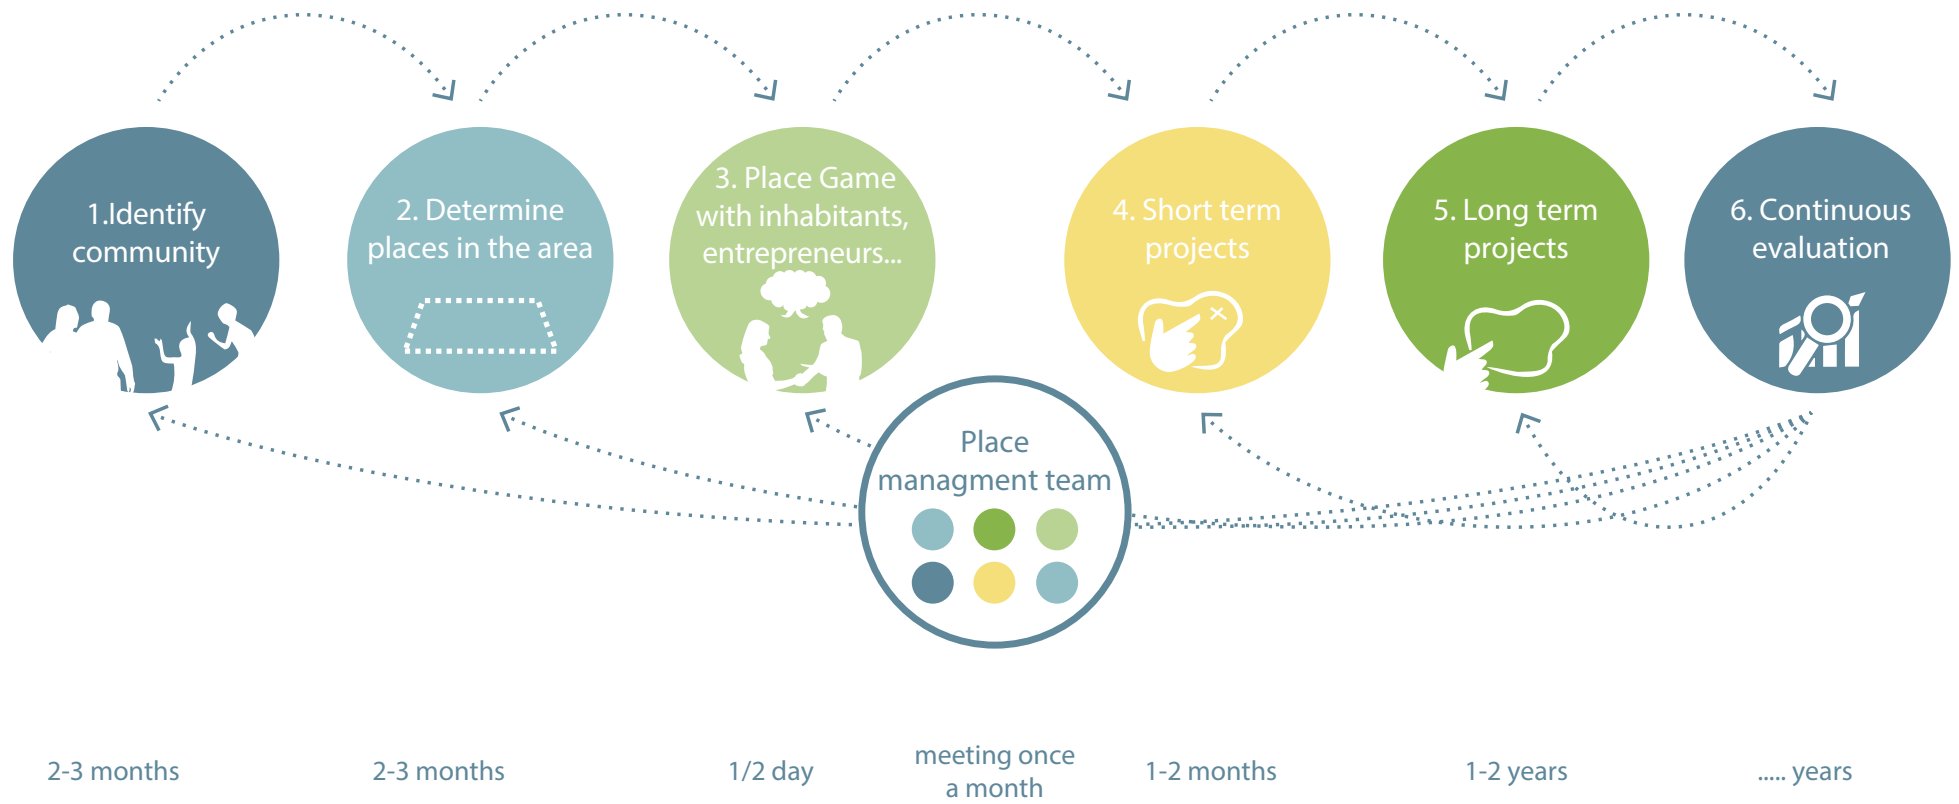 1.Identify
community
2. Determine
places in the area
3. Place Game
with inhabitants,
entrepreneurs...
4. Short term
projects
5. Long term
projects
6. Continuous
evaluation
Place
managment team
2-3 months
2-3 months
1/2 day
meeting once
a month
1-2 months
1-2 years
..... years